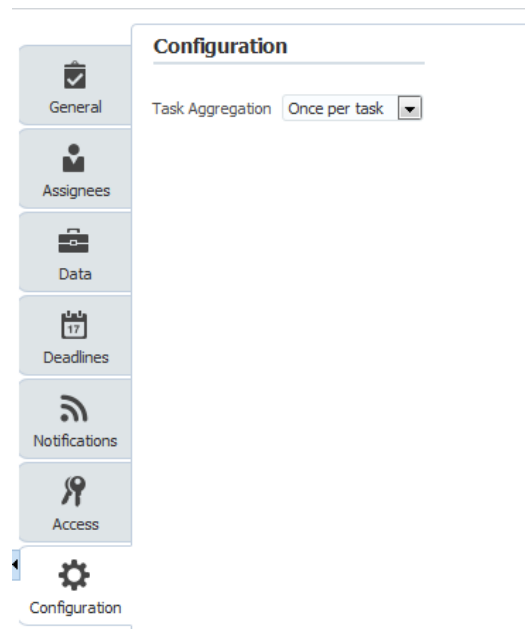 Configuration
Task Aggregation Once per task
General
Assignees
Data
17
Deadlines
Notifications
Access
Configuration